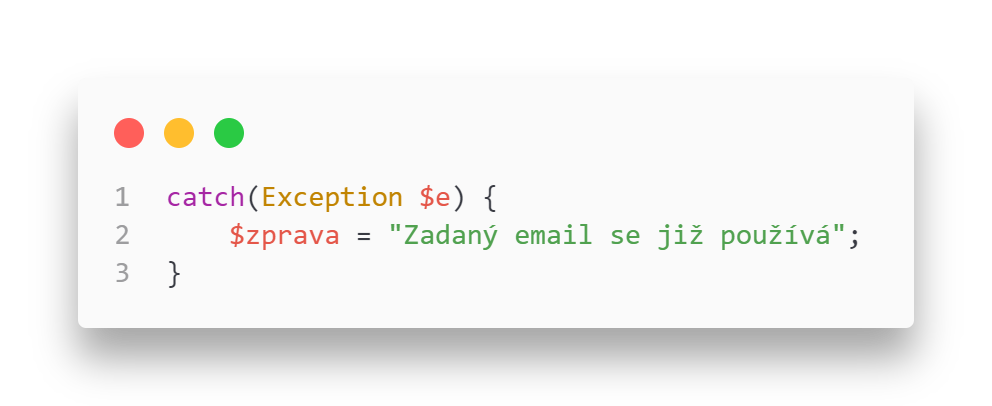 1 catch(Exception $e) {
2     $zprava = "Zadaný email se již používá";
3 }